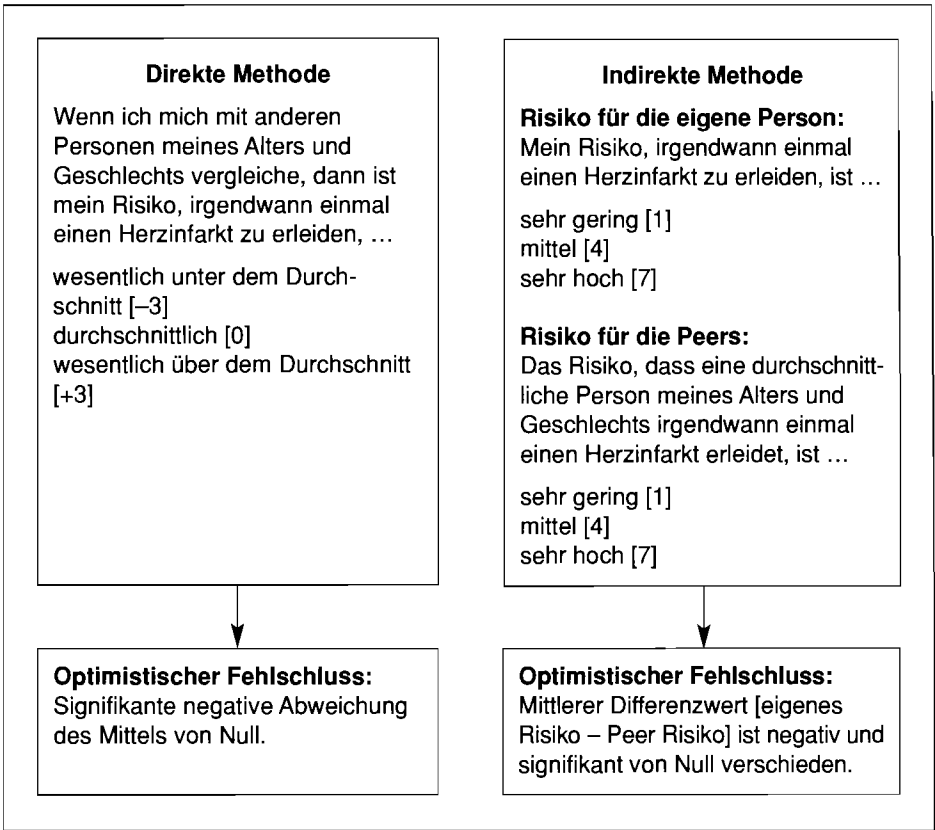 Direkte Methode
Wenn ich mich mit anderen
Personen meines Alters und
Geschlechts vergleiche, dann ist
mein Risiko, irgendwann einmal
einen Herzinfarkt zu erleiden, …
wesentlich unter dem Durch-
schnitt [–3]
durchschnittlich [0]
wesentlich über dem Durchschnitt
[+3]
Optimistischer Fehlschluss:
Signifikante negative Abweichung
des Mittels von Null.
Indirekte Methode
Risiko für die eigene Person:
Mein Risiko, irgendwann einmal
einen Herzinfarkt zu erleiden, ist …
sehr gering [1]
mittel [4]
sehr hoch [7]
Risiko für die Peers:
Das Risiko, dass eine durchschnitt-
liche Person meines Alters und
Geschlechts irgendwann einmal
einen Herzinfarkt erleidet, ist …
sehr gering [1]
mittel [4]
sehr hoch [7]
Optimistischer Fehlschluss:
Mittlerer Differenzwert [eigenes
Risiko – Peer Risiko] ist negativ und
signifikant von Null verschieden.